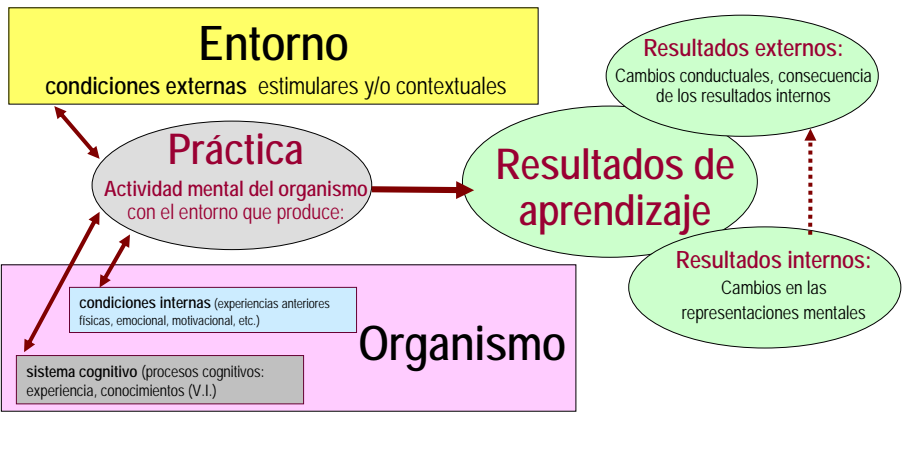 Entorno
condiciones externas estimulares y/o contextuales
Práctica
Actividad mental del organismo
con el entorno que produce:
Resultados de
aprendizaje
Resultados externos:
Cambios conductuales, consecuencia
de los resultados internos
Resultados internos:
Cambios en las
representaciones mentales
condiciones internas (experiencias anteriores
físicas, emocional, motivacional, etc.)
Organismo
sistema cognitivo (procesos cognitivos:
experiencia, conocimientos (V.I.)